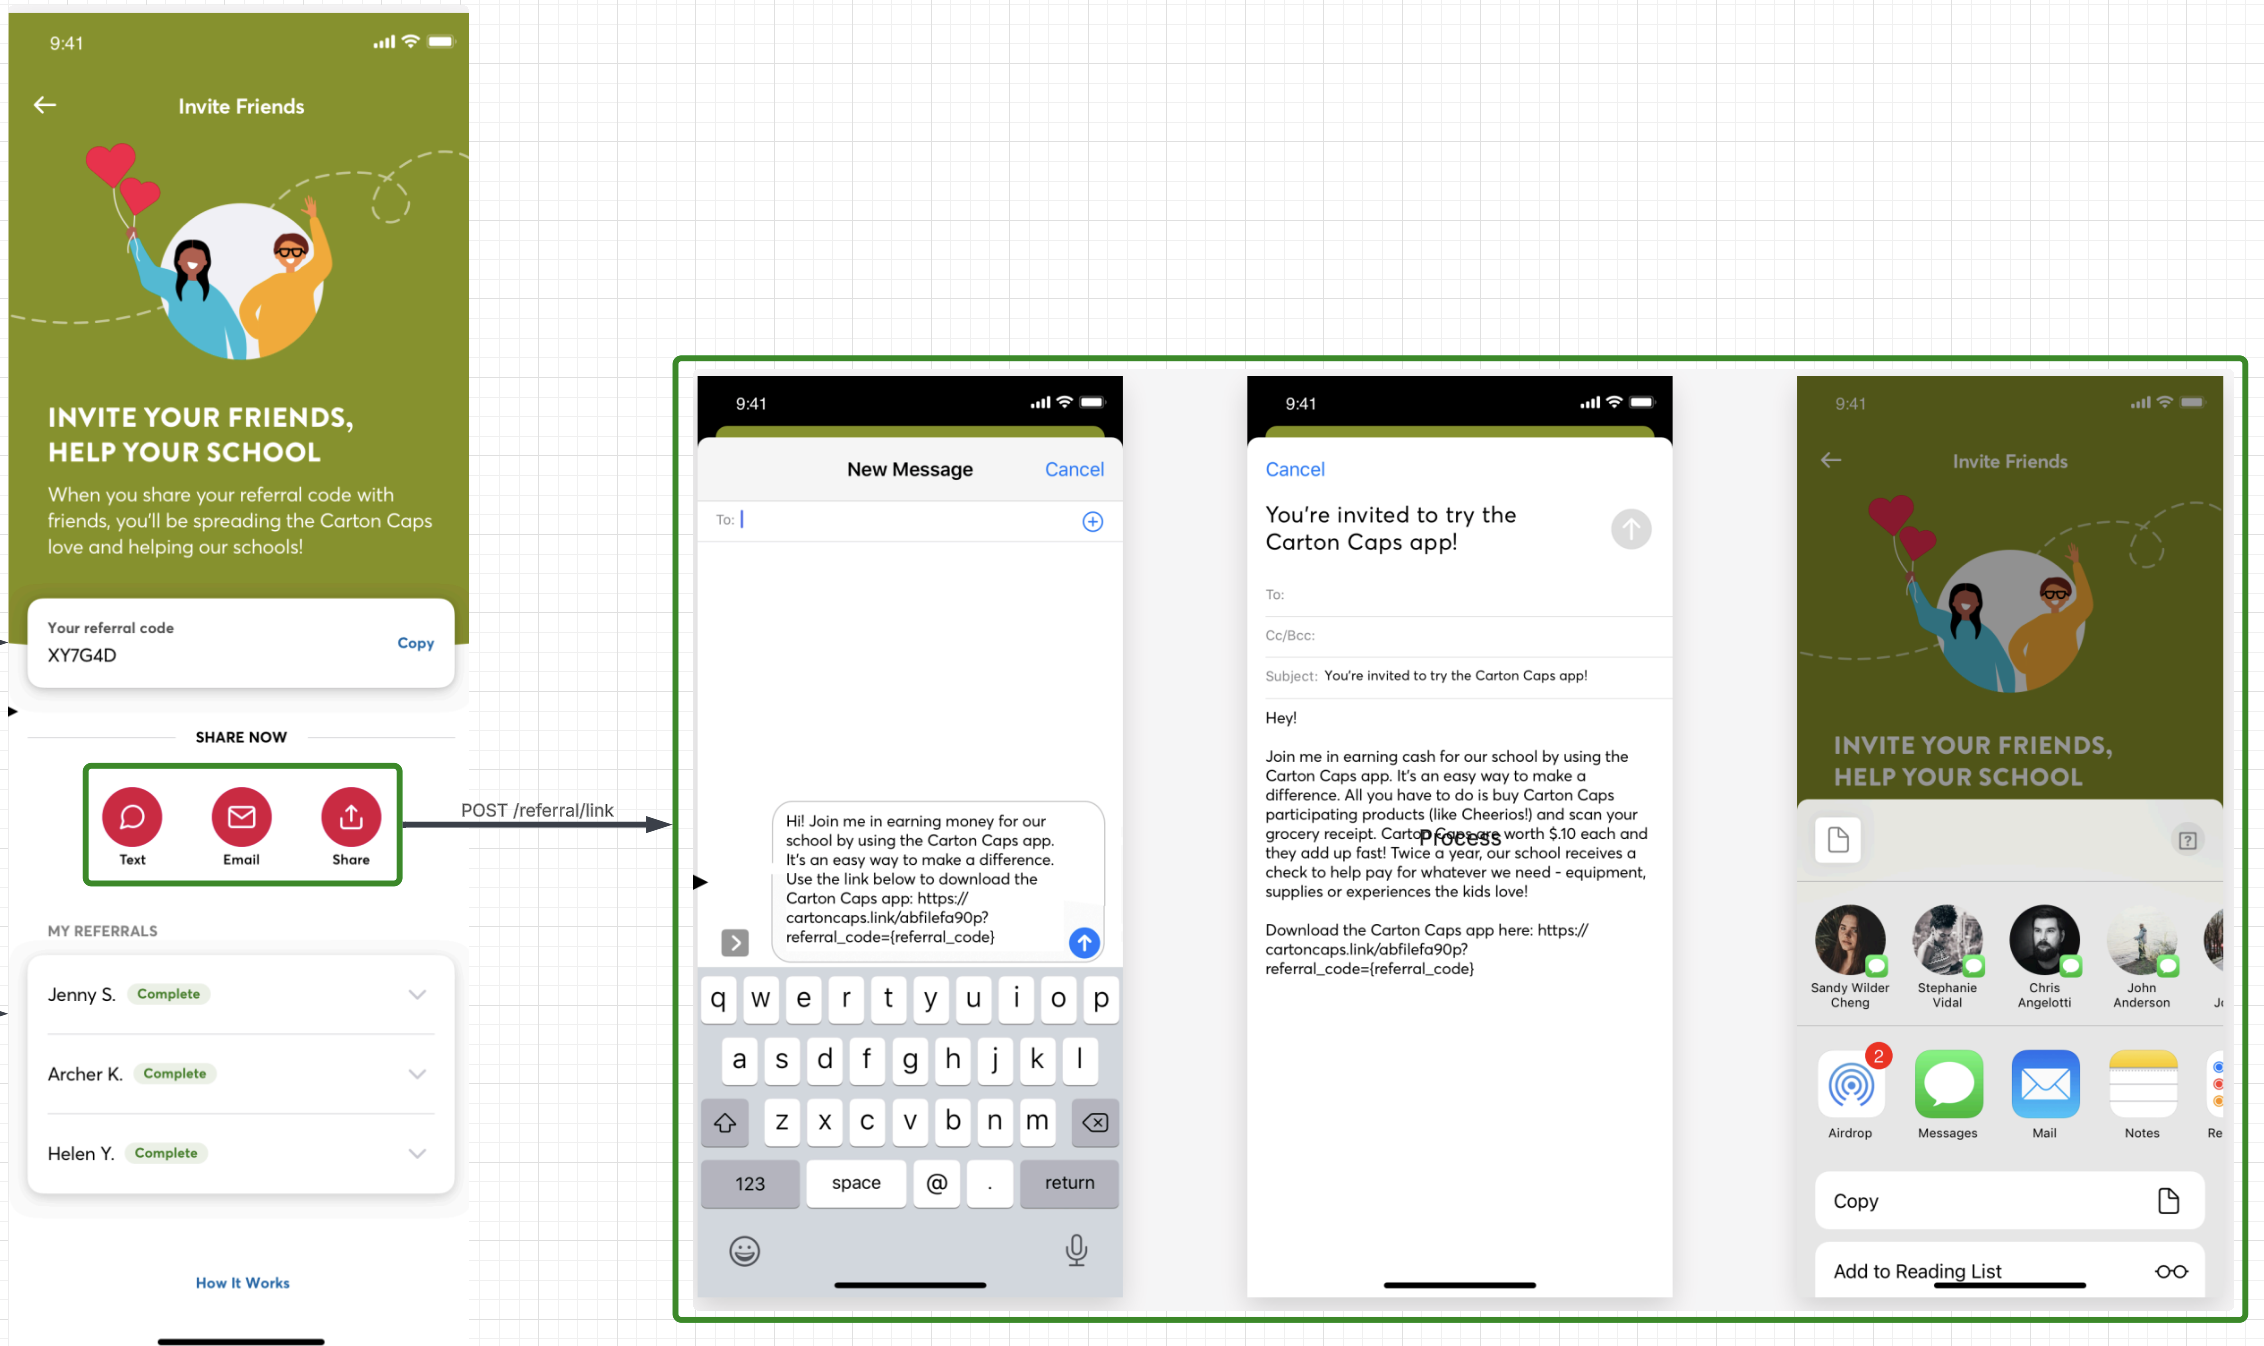 9:41
Invite Friends
INVITE YOUR FRIENDS,
HELP YOUR SCHOOL
When you share your referral code with
friends, you'll be spreading the Carton Caps
love and helping our schools!
Your referral code
XY7G4D
Copy
SHARE NOW
Text
Email
Share
MY REFERRALS
Jenny S. Complete
Archer K. Complete
Helen Y. Complete
How It Works
POST /referral/link
9:41
New Message
Cancel
To:
Hi! Join me in earning money for our
school by using the Carton Caps app.
It's an easy way to make a difference.
Use the link below to download the
Carton Caps app: https://
cartoncaps.link/abfilefa90p?
referral_code={referral_code}
q w e r t y u i o p
a s d f g h j k l
z x c v b n m
123 space @ . return
9:41
Cancel
You're invited to try the
Carton Caps app!
To:
Cc/Bcc:
Subject: You're invited to try the Carton Caps app!
Hey!
Join me in earning cash for our school by using the
Carton Caps app. It's an easy way to make a
difference. All you have to do is buy Carton Caps
participating products (like Cheerios!) and scan your
grocery receipt. Carton Caps are worth $.10 each and
they add up fast! Twice a year, our school receives a
check to help pay for whatever we need - equipment,
supplies or experiences the kids love!
Process
Download the Carton Caps app here: https://
cartoncaps.link/abfilefa90p?
referral_code={referral_code}
9:41
Invite Friends
INVITE YOUR FRIENDS,
HELP YOUR SCHOOL
?
Sandy Wilder
Cheng
Stephanie
Vidal
Chris
Angelotti
John
Anderson
2
Airdrop
Messages
Mail
Notes
Re
Copy
Add to Reading List